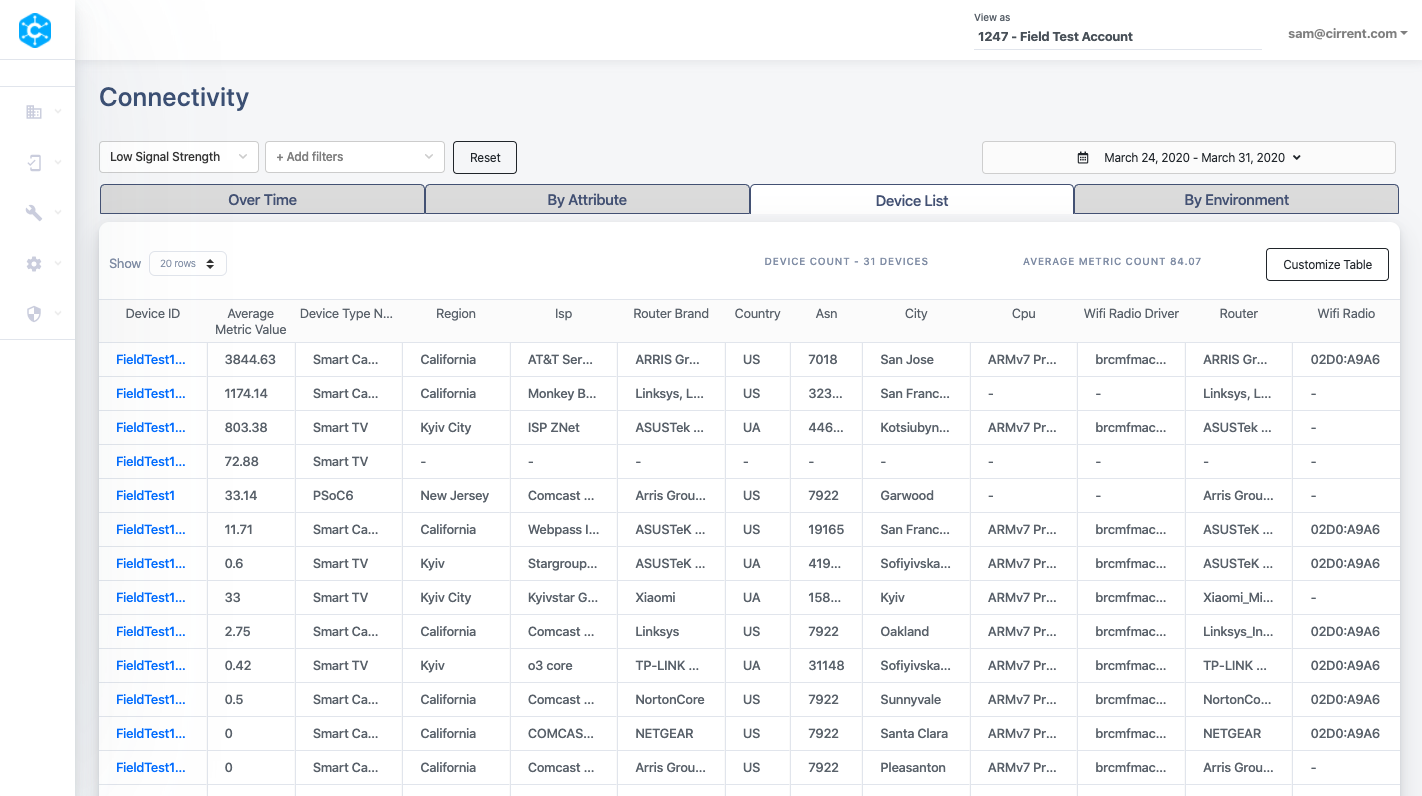 View as
1247 - Field Test Account
sam@cirrent.com
Connectivity
Low Signal Strength
+ Add filters
Reset
March 24, 2020 - March 31, 2020
Over Time
By Attribute
Device List
By Environment
Show 20 rows
DEVICE COUNT - 31 DEVICES
AVERAGE METRIC COUNT 84.07
Customize Table
Device ID Average Metric Value Device Type N... Region Isp Router Brand Country Asn City Cpu Wifi Radio Driver Router Wifi Radio
FieldTest1... 3844.63 Smart Ca... California AT&T Ser... ARRIS Gr... US 7018 San Jose ARMv7 Pr... brcmfmac... ARRIS Gr... 02D0:A9A6
FieldTest1... 1174.14 Smart Ca... California Monkey B... Linksys, L... US 323... San Franc... - - Linksys, L... -
FieldTest1... 803.38 Smart TV Kyiv City ISP ZNet ASUSTek ... UA 446... Kotsiubyn... ARMv7 Pr... brcmfmac... ASUSTek ... -
FieldTest1... 72.88 Smart TV - - - - - - - - - -
FieldTest1 33.14 PSoC6 New Jersey Comcast ... Arris Grou... US 7922 Garwood - - Arris Grou... -
FieldTest1... 11.71 Smart Ca... California Webpass I... ASUSTeK ... US 19165 San Franc... ARMv7 Pr... brcmfmac... ASUSTeK ... 02D0:A9A6
FieldTest1... 0.6 Smart TV Kyiv Stargroup... ASUSTeK ... UA 419... Sofiyivska... ARMv7 Pr... brcmfmac... ASUSTeK ... 02D0:A9A6
FieldTest1... 33 Smart TV Kyiv City Kyivstar G... Xiaomi UA 158... Kyiv ARMv7 Pr... brcmfmac... Xiaomi_Mi... -
FieldTest1... 2.75 Smart Ca... California Comcast ... Linksys US 7922 Oakland ARMv7 Pr... brcmfmac... Linksys_In... 02D0:A9A6
FieldTest1... 0.42 Smart TV Kyiv o3 core TP-LINK ... UA 31148 Sofiyivska... ARMv7 Pr... brcmfmac... TP-LINK ... 02D0:A9A6
FieldTest1... 0.5 Smart Ca... California Comcast ... NortonCore US 7922 Sunnyvale ARMv7 Pr... brcmfmac... NortonCo... 02D0:A9A6
FieldTest1... 0 Smart Ca... California COMCAS... NETGEAR US 7922 Santa Clara ARMv7 Pr... brcmfmac... NETGEAR 02D0:A9A6
FieldTest1... 0 Smart Ca... California Comcast ... Arris Grou... US 7922 Pleasanton ARMv7 Pr... brcmfmac... Arris Grou... -